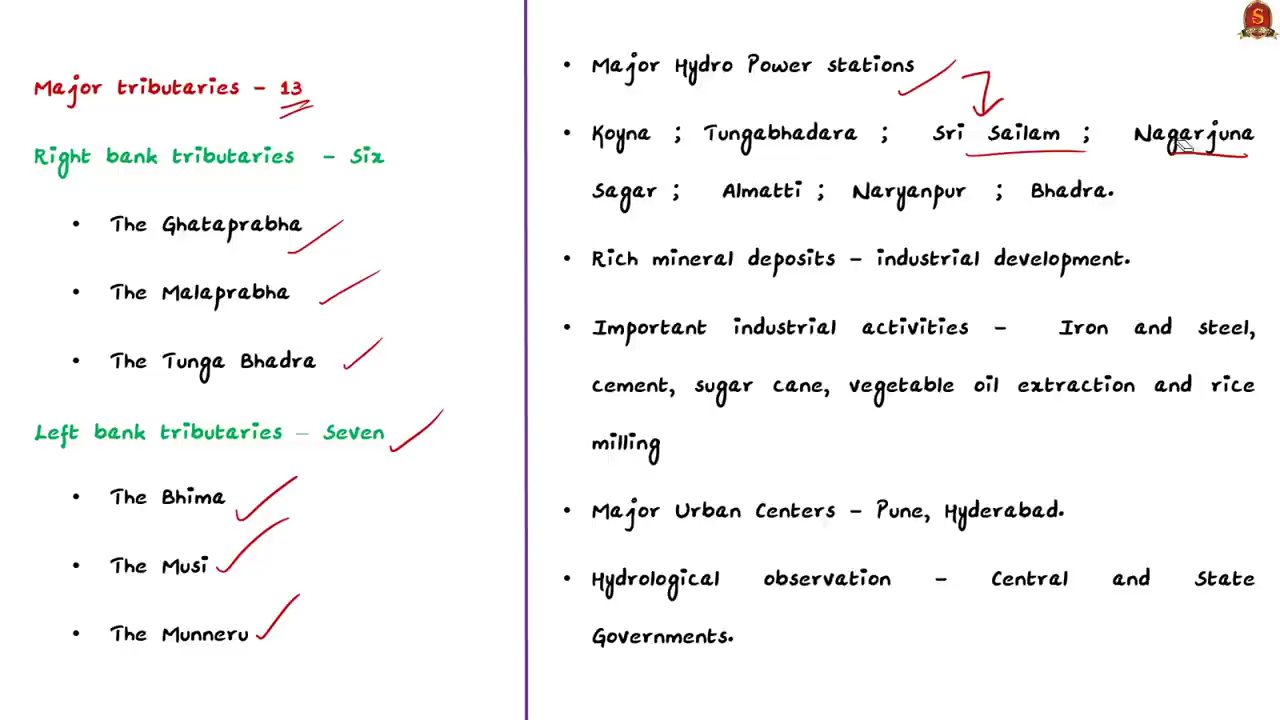 Major tributaries - 13
Right bank tributaries - Six
• The Ghataprabha
• The Malaprabha
• The Tunga Bhadra
Left bank tributaries – Seven
• The Bhima
• The Musi
• The Munneru
• Major Hydro Power stations
• Koyna ; Tungabhadara ; Sri Sailam ; Nagarjuna
Sagar ; Almatti ; Naryanpur ; Bhadra.
• Rich mineral deposits – industrial development.
• Important industrial activities – Iron and steel,
cement, sugar cane, vegetable oil extraction and rice
milling
• Major Urban Centers – Pune, Hyderabad.
• Hydrological observation – Central and State
Governments.
S